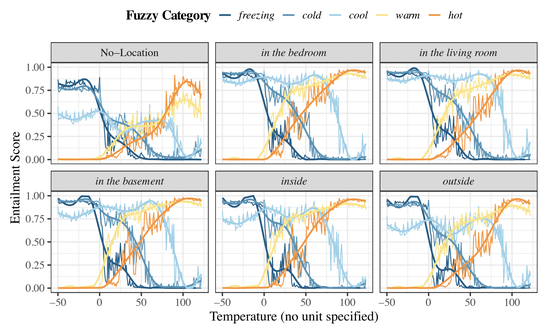 Fuzzy Category freezing cold cool warm hot
No−Location in the bedroom in the living room
1.00
0.75
0.50
0.25
0.00
in the basement inside outside
1.00
0.75
0.50
0.25
0.00
−50 0 50 100 −50 0 50 100 −50 0 50 100
Temperature (no unit specified)
Entailment Score